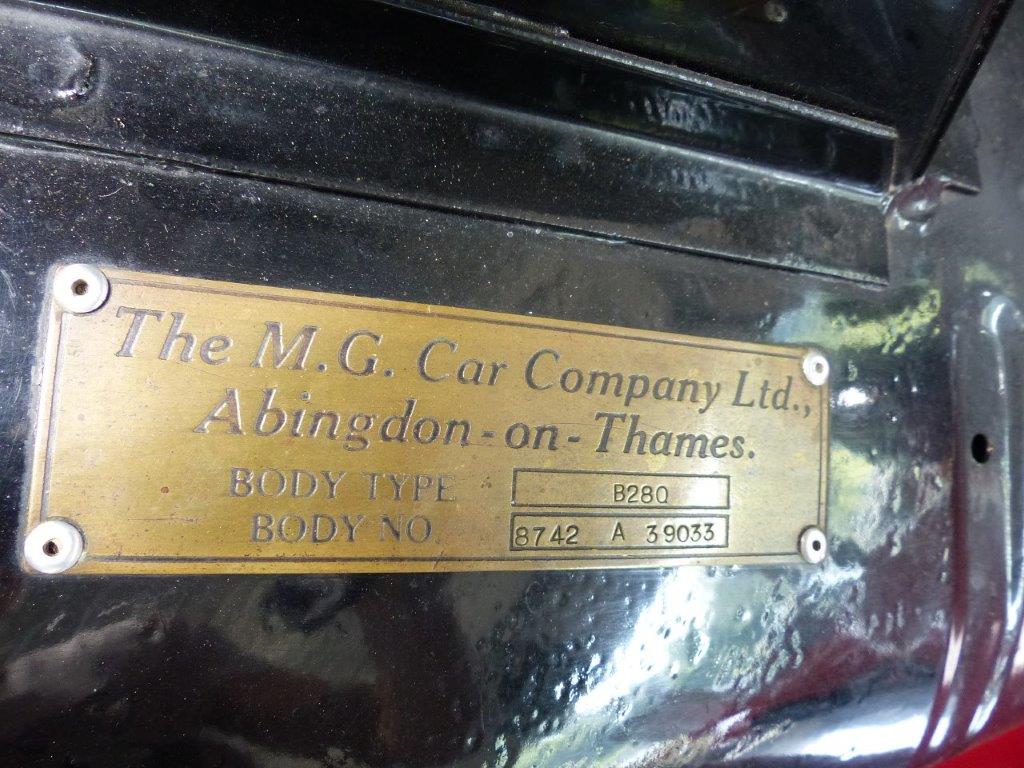 The M.G. Car Company Ltd.,
Abingdon-on-Thames.
BODY TYPE B28Q
BODY NO 8742 A 39033